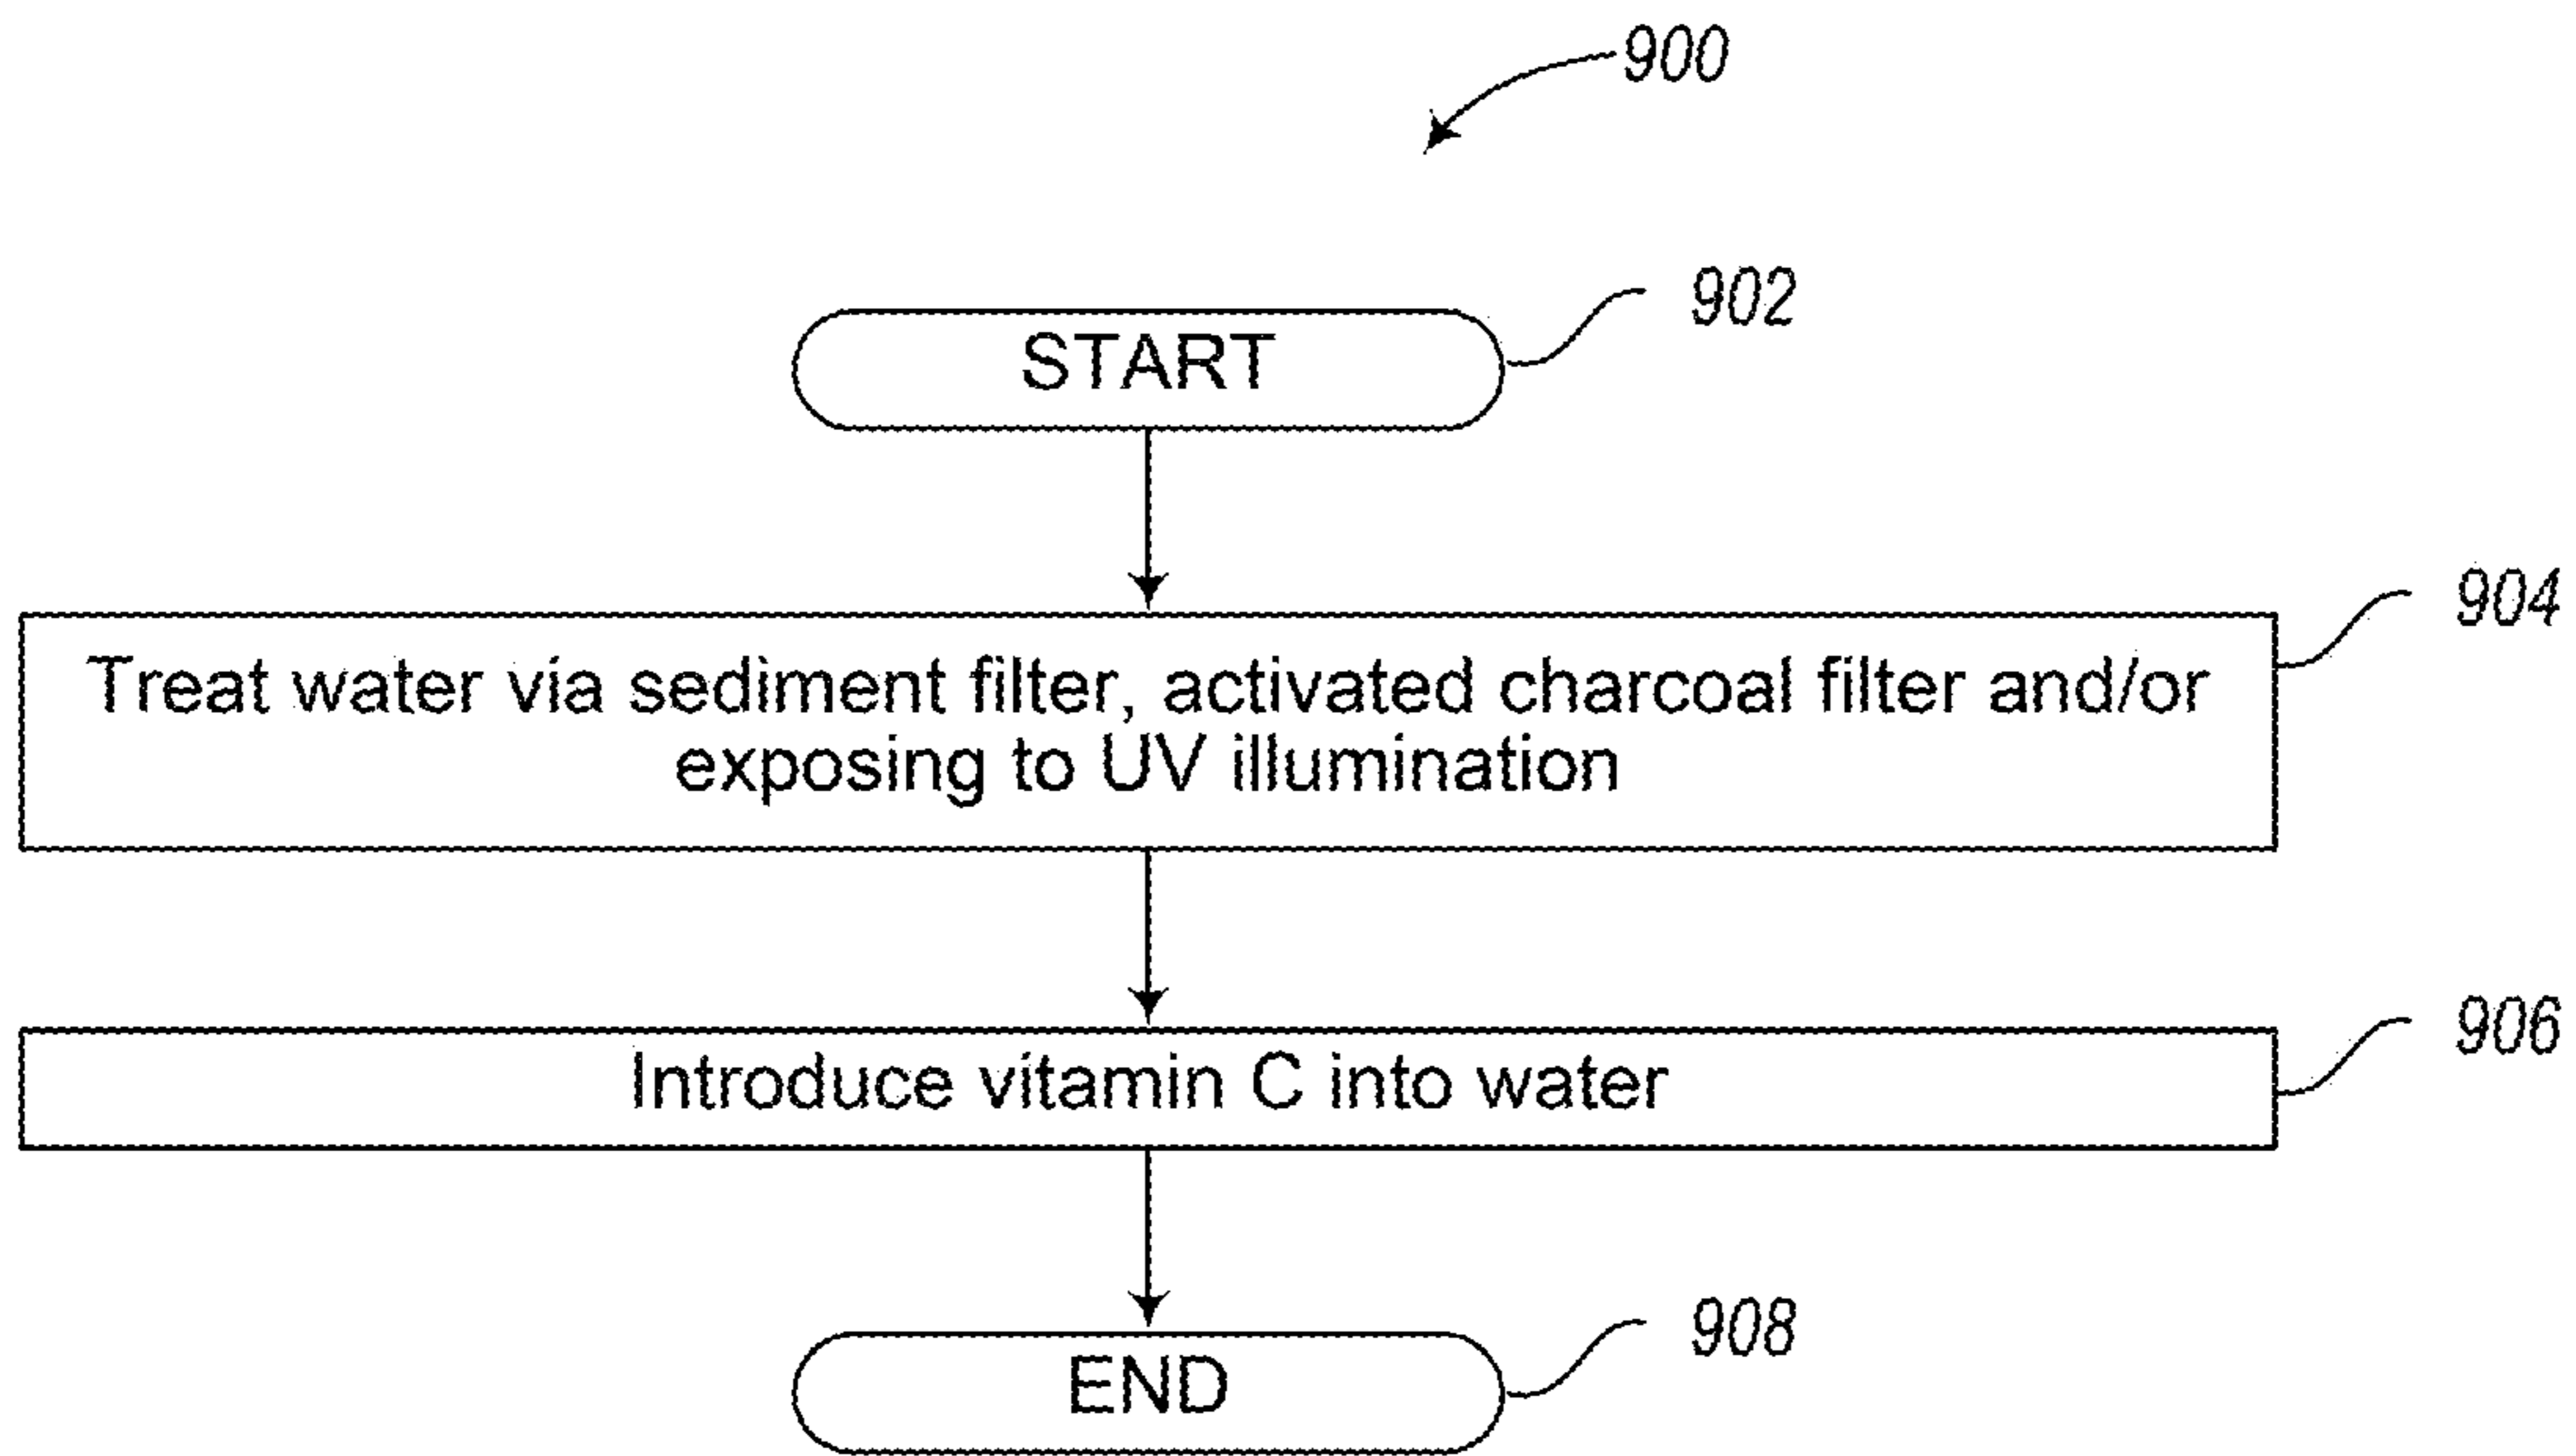 900
START
902
Treat water via sediment filter, activated charcoal filter and/or
exposing to UV illumination
904
Introduce vitamin C into water
906
END
908